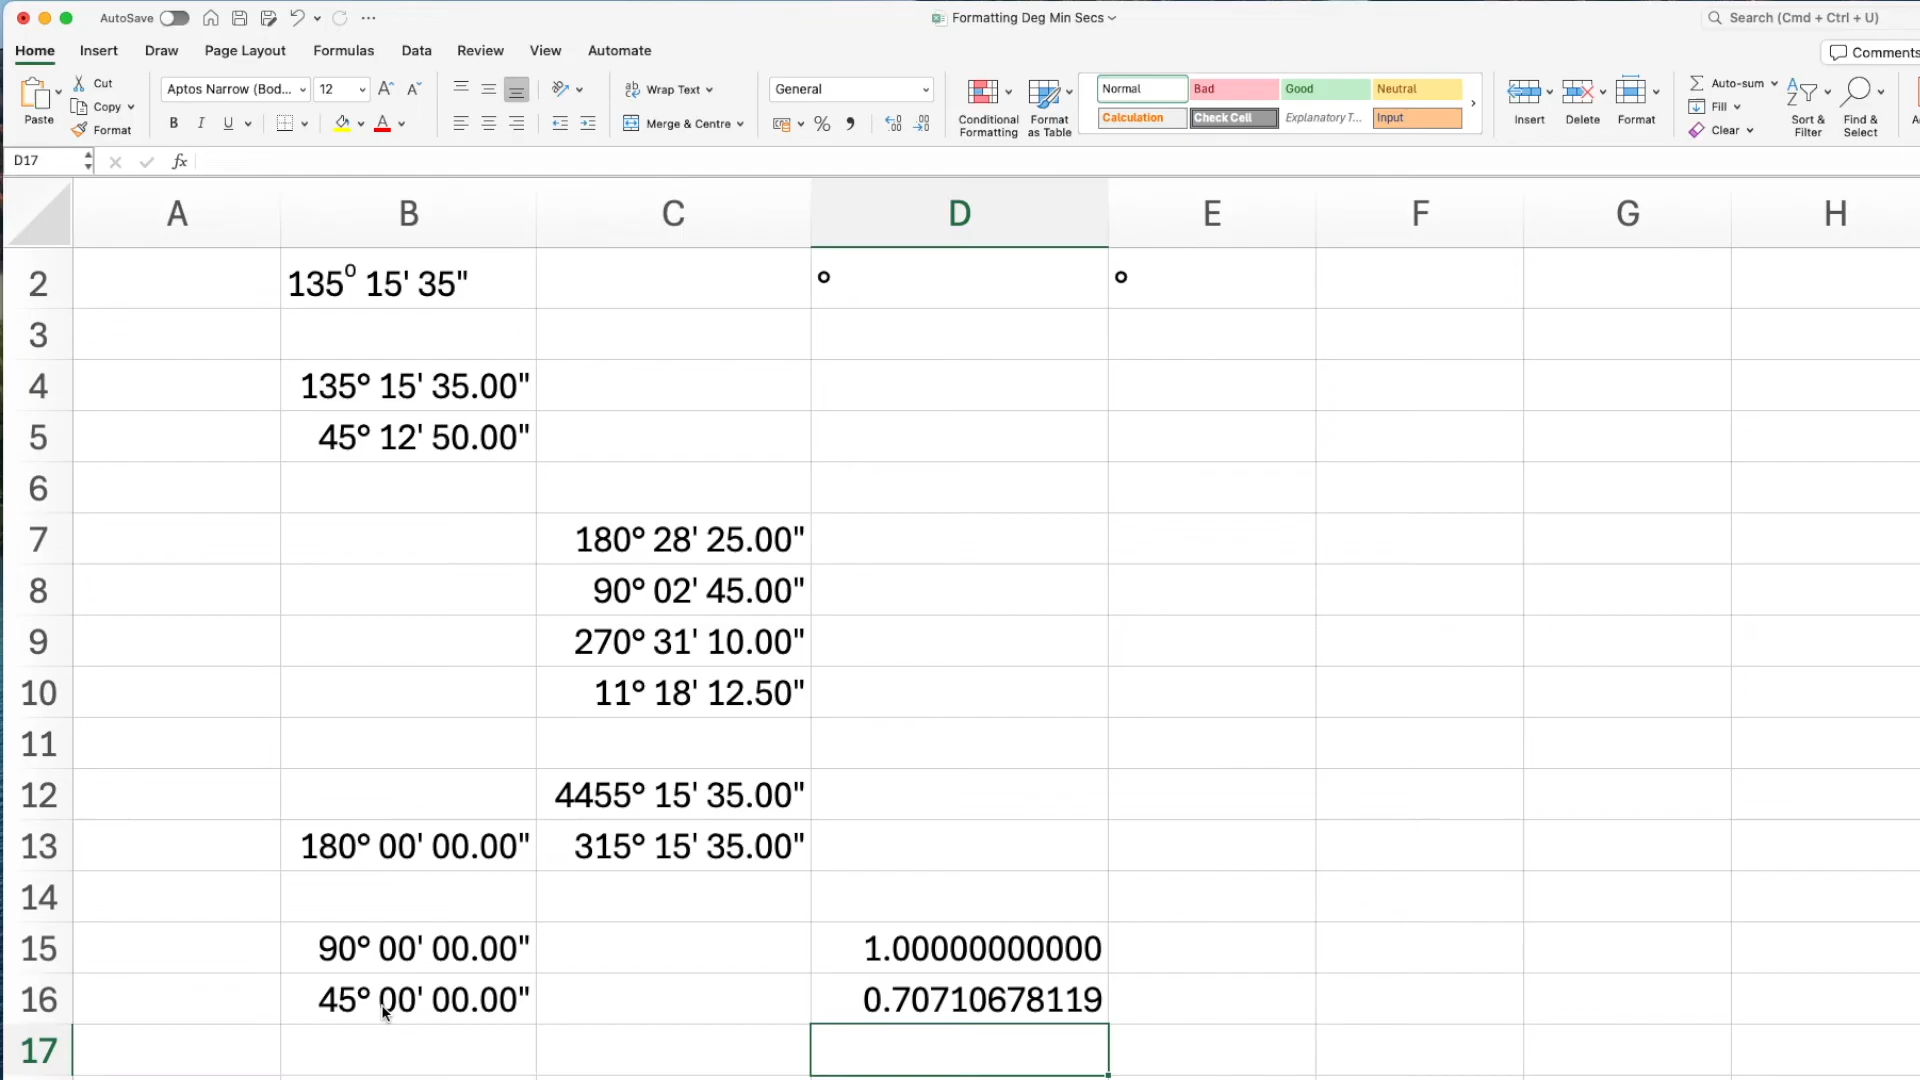 AutoSave
Formatting Deg Min Secs
Search (Cmd + Ctrl + U)
Home Insert Draw Page Layout Formulas Data Review View Automate
Comments
Paste
Cut
Copy
Format
Aptos Narrow (Bod... 12
B I U
Wrap Text
Merge & Centre
General
Conditional Formatting
Format as Table
Normal Bad Good Neutral
Calculation Check Cell Explanatory T... Input
Insert Delete Format
Auto-sum
Fill
Clear
Sort & Filter
Find & Select
D17 fx
A B C D E F G H
2 135⁰ 15' 35" ° °
3
4 135° 15' 35.00"
5 45° 12' 50.00"
6
7 180° 28' 25.00"
8 90° 02' 45.00"
9 270° 31' 10.00"
10 11° 18' 12.50"
11
12 4455° 15' 35.00"
13 180° 00' 00.00" 315° 15' 35.00"
14
15 90° 00' 00.00" 1.00000000000
16 45° 00' 00.00" 0.70710678119
17